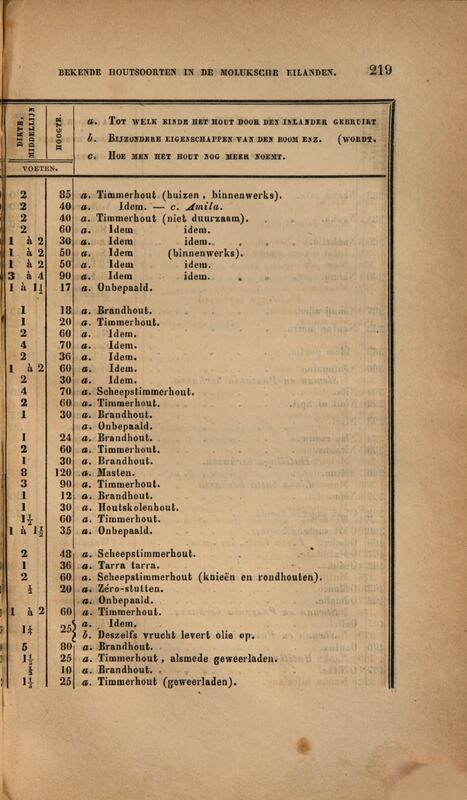 BEKENDE HOUTSOORTEN IN DE MOLUKSCHE EILANDEN. 219
DIKTE, MIDDELLIJN
HOOGTE.
VOETEN.
a. TOT WELK EINDE HET HOUT DOOR DEN INLANDER GEBRUIKT
b. BIJZONDERE EIGENSCHAPPEN VAN DEN BOOM ENZ. (WORDT.
c. HOE MEN HET HOUT NOG MEER NOEMT.
2 35 a. Timmerhout (huizen, binnenwerks).
2 40 a. Idem. — c. Amila.
2 40 a. Timmerhout (niet duurzaam).
2 60 a. Idem idem.
1 à 2 30 a. Idem idem.
1 à 2 50 a. Idem (binnenwerks).
1 à 2 50 a. Idem idem.
3 à 4 90 a. Idem idem.
1 à 1½ 17 a. Onbepaald.
1 18 a. Brandhout.
1 20 a. Timmerhout.
2 60 a. Idem.
4 70 a. Idem.
2 36 a. Idem.
1 à 2 60 a. Idem.
2 30 a. Idem.
4 70 a. Scheepstimmerhout.
2 60 a. Timmerhout.
1 30 a. Brandhout.
a. Onbepaald.
1 24 a. Brandhout.
2 60 a. Timmerhout.
1 30 a. Brandhout.
8 120 a. Masten.
3 90 a. Timmerhout.
1 12 a. Brandhout.
1 30 a. Houtskolenhout.
1½ 60 a. Timmerhout.
1 à 1½ 35 a. Onbepaald.
2 48 a. Scheepstimmerhout.
1 36 a. Tarra tarra.
2 60 a. Scheepstimmerhout (knieën en rondhouten).
½ 20 a. Zéro-stutten.
a. Onbepaald.
1 à 2 60 a. Timmerhout.
25 a. Idem.
b. Deszelfs vrucht levert olie op.
5 80 a. Brandhout.
1½ 25 a. Timmerhout, alsmede geweerladen.
10 a. Brandhout.
1½ 25 a. Timmerhout (geweerladen).